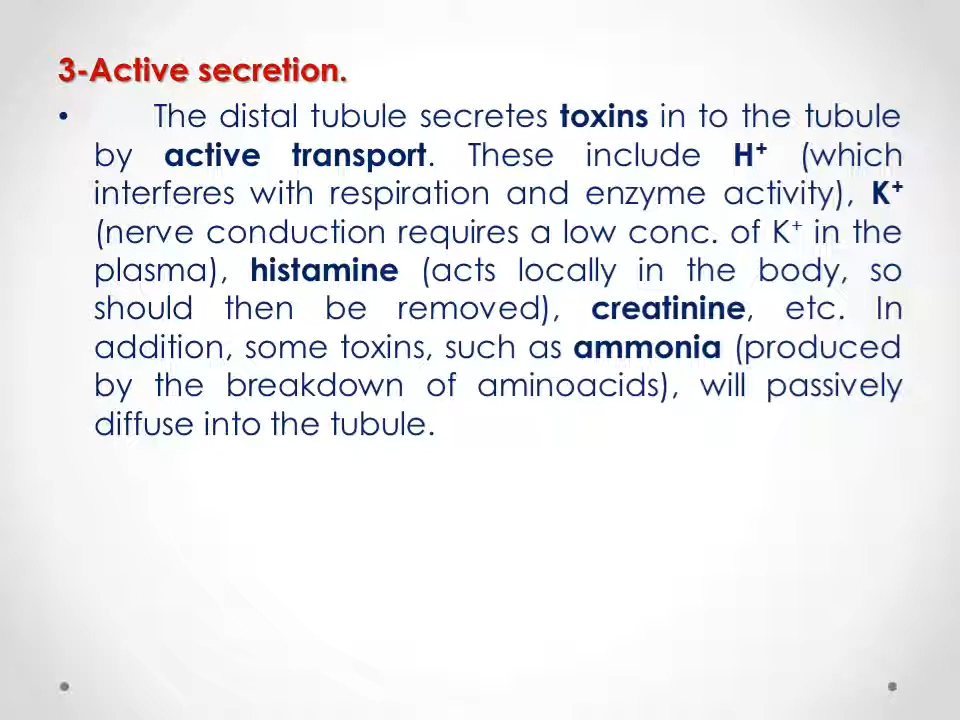 3-Active secretion.
• The distal tubule secretes toxins in to the tubule
by active transport. These include H⁺ (which
interferes with respiration and enzyme activity), K⁺
(nerve conduction requires a low conc. of K⁺ in the
plasma), histamine (acts locally in the body, so
should then be removed), creatinine, etc. In
addition, some toxins, such as ammonia (produced
by the breakdown of aminoacids), will passively
diffuse into the tubule.